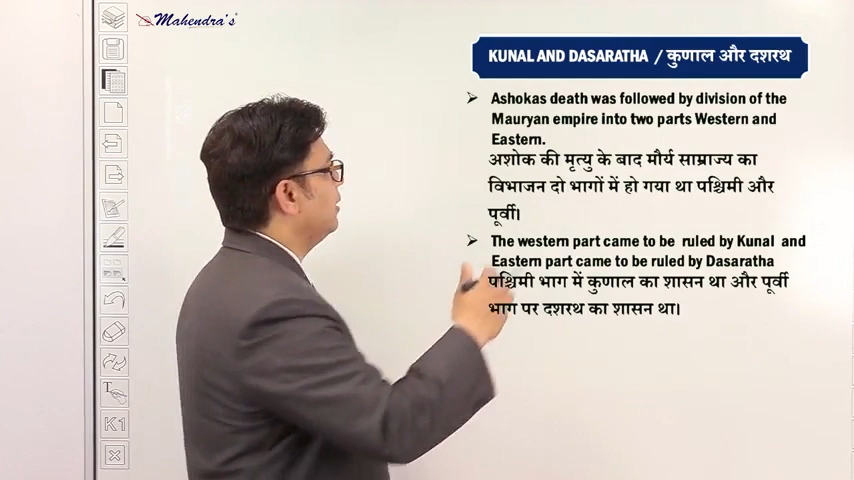 Mahendra's
KUNAL AND DASARATHA / कुणाल और दशरथ
Ashokas death was followed by division of the
Mauryan empire into two parts Western and
Eastern.
अशोक की मृत्यु के बाद मौर्य साम्राज्य का
विभाजन दो भागों में हो गया था पश्चिमी और
पूर्वी।
The western part came to be ruled by Kunal and
Eastern part came to be ruled by Dasaratha
पश्चिमी भाग में कुणाल का शासन था और पूर्वी
भाग पर दशरथ का शासन था।
T
K1